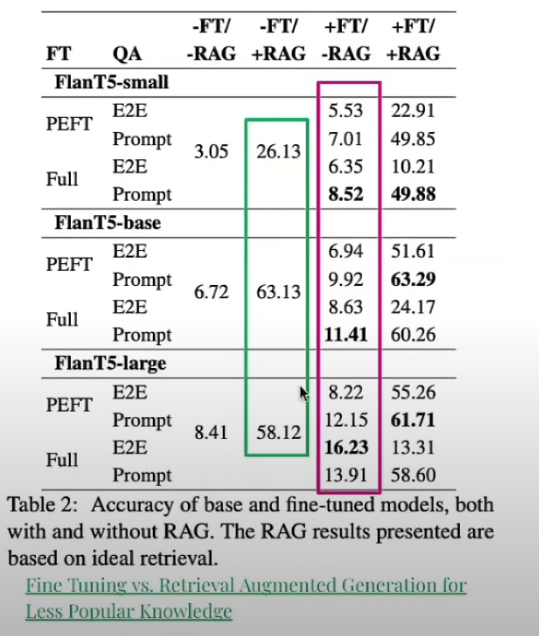 -FT/ -FT/ +FT/ +FT/
FT QA -RAG +RAG -RAG +RAG
FlanT5-small
PEFT E2E 5.53 22.91
Prompt 3.05 26.13 7.01 49.85
Full E2E 6.35 10.21
Prompt 8.52 49.88
FlanT5-base
PEFT E2E 6.94 51.61
Prompt 6.72 63.13 9.92 63.29
Full E2E 8.63 24.17
Prompt 11.41 60.26
FlanT5-large
PEFT E2E 8.22 55.26
Prompt 8.41 58.12 12.15 61.71
Full E2E 16.23 13.31
Prompt 13.91 58.60
Table 2: Accuracy of base and fine-tuned models, both
with and without RAG. The RAG results presented are
based on ideal retrieval.
Fine Tuning vs. Retrieval Augmented Generation for
Less Popular Knowledge